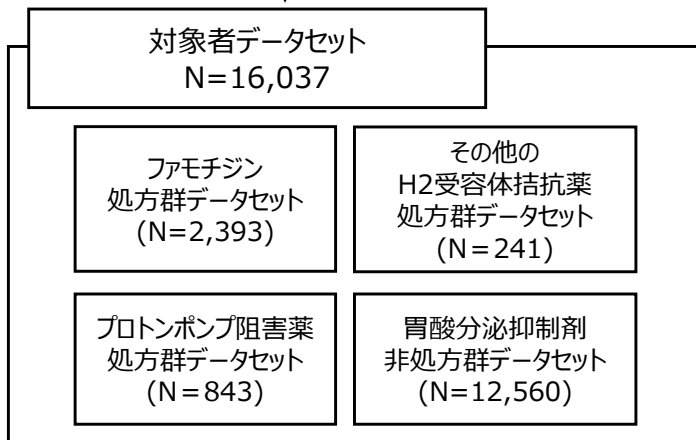 対象者データセット
N=16,037
ファモチジン
処方群データセット
(N=2,393)
その他の
H2受容体拮抗薬
処方群データセット
(N=241)
プロトンポンプ阻害薬
処方群データセット
(N=843)
胃酸分泌抑制剤
非処方群データセット
(N=12,560)